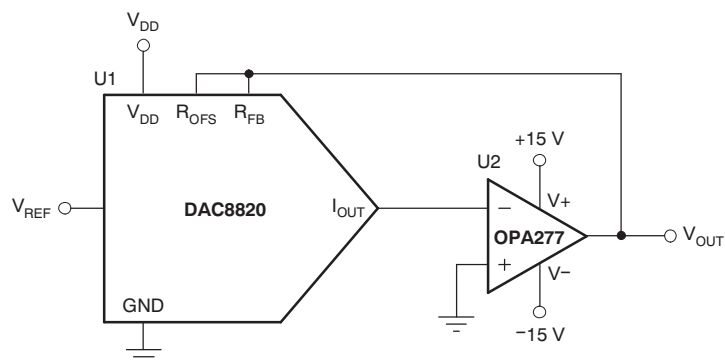 V_DD
U1
V_DD R_OFS R_FB
+15 V
U2
V+
V_REF
DAC8820
I_OUT
−
OPA277
V_OUT
+
V−
GND
−15 V